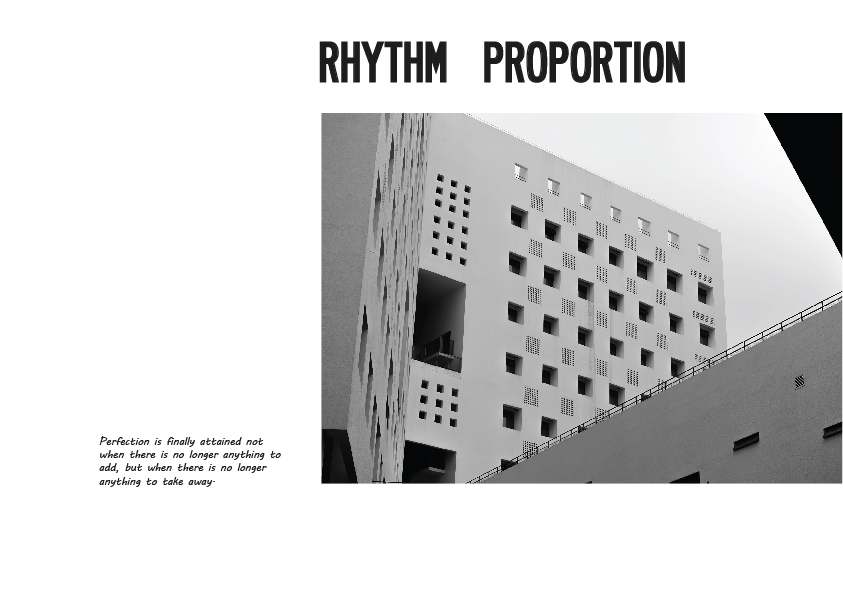 RHYTHM PROPORTION
Perfection is finally attained not
when there is no longer anything to
add, but when there is no longer
anything to take away.